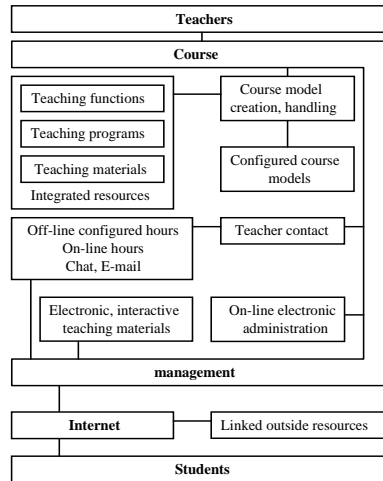 Teachers
Course
Teaching functions
Teaching programs
Teaching materials
Integrated resources
Course model
creation, handling
Configured course
models
Off-line configured hours
On-line hours
Chat, E-mail
Teacher contact
Electronic, interactive
teaching materials
On-line electronic
administration
management
Internet
Linked outside resources
Students